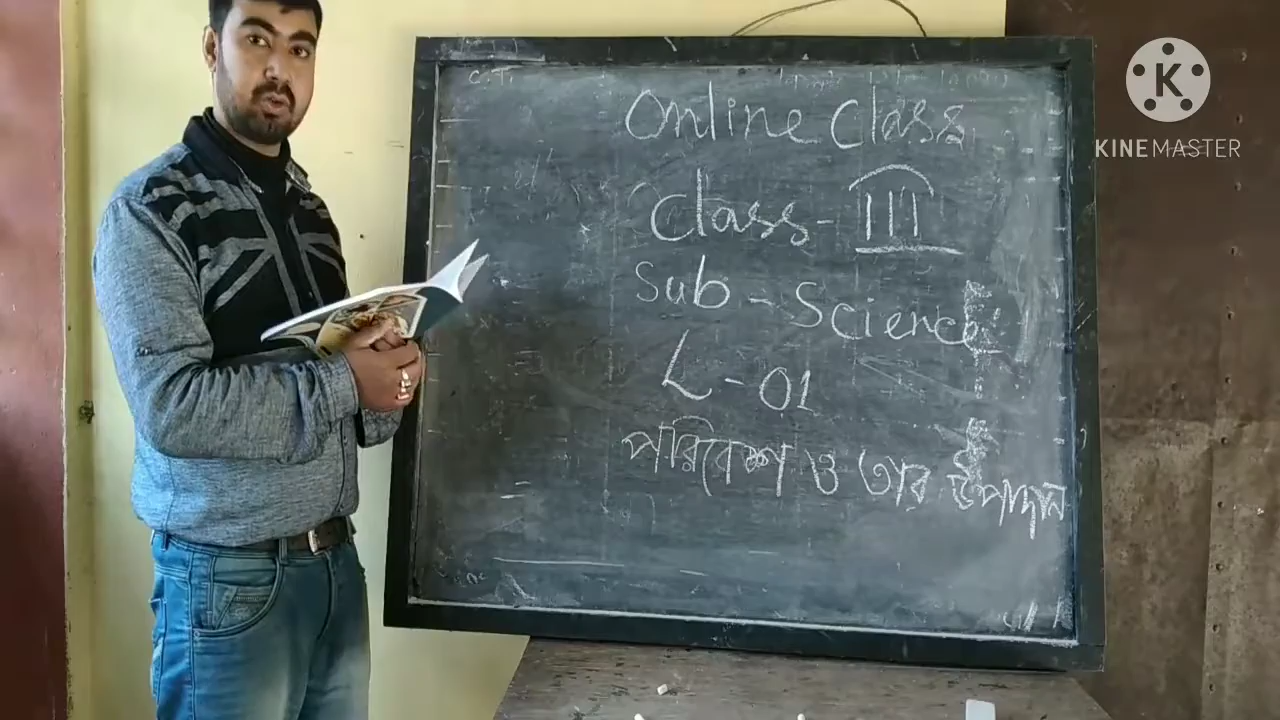 Online Class
Class - III
Sub - Science
L - 01
পরিবেশ ও তার উপাদান
KINEMASTER